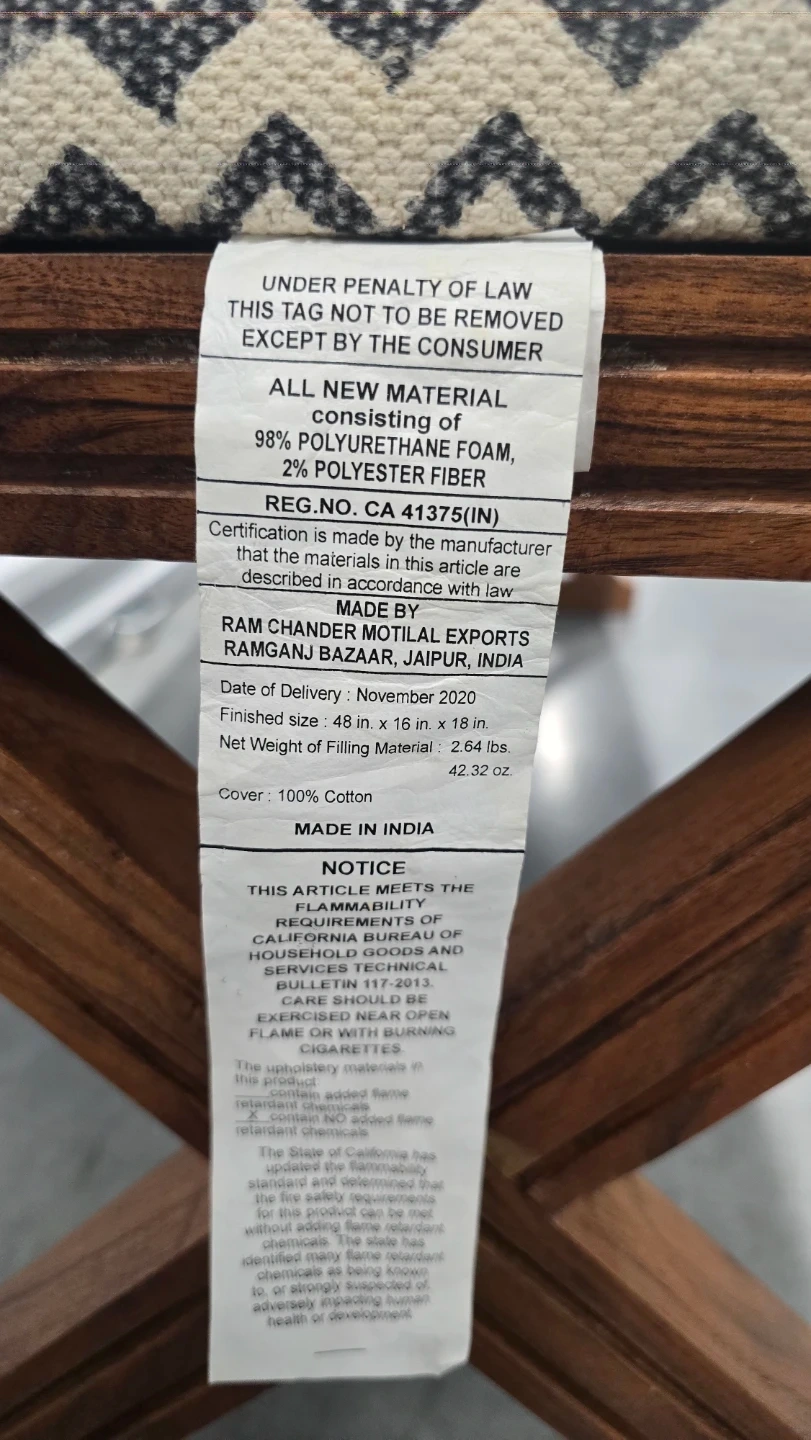 UNDER PENALTY OF LAW
THIS TAG NOT TO BE REMOVED
EXCEPT BY THE CONSUMER
ALL NEW MATERIAL
consisting of
98% POLYURETHANE FOAM,
2% POLYESTER FIBER
REG.NO. CA 41375(IN)
Certification is made by the manufacturer
that the materials in this article are
described in accordance with law
MADE BY
RAM CHANDER MOTILAL EXPORTS
RAMGANJ BAZAAR, JAIPUR, INDIA
Date of Delivery : November 2020
Finished size : 48 in. x 16 in. x 18 in.
Net Weight of Filling Material : 2.64 lbs.
42.32 oz.
Cover : 100% Cotton
MADE IN INDIA
NOTICE
THIS ARTICLE MEETS THE
FLAMMABILITY
REQUIREMENTS OF
CALIFORNIA BUREAU OF
HOUSEHOLD GOODS AND
SERVICES TECHNICAL
BULLETIN 117-2013.
CARE SHOULD BE
EXERCISED NEAR OPEN
FLAME OR WITH BURNING
CIGARETTES.
The upholstery materials in
this product
____contain added flame
retardant chemicals
__X__contain NO added flame
retardant chemicals
The State of California has
updated the flammability
standard and determined that
the fire safety requirements
for this product can be met
without adding flame retardant
chemicals. The state has
identified many flame retardant
chemicals as being known
to, or strongly suspected of,
adversely impacting human
health or development.